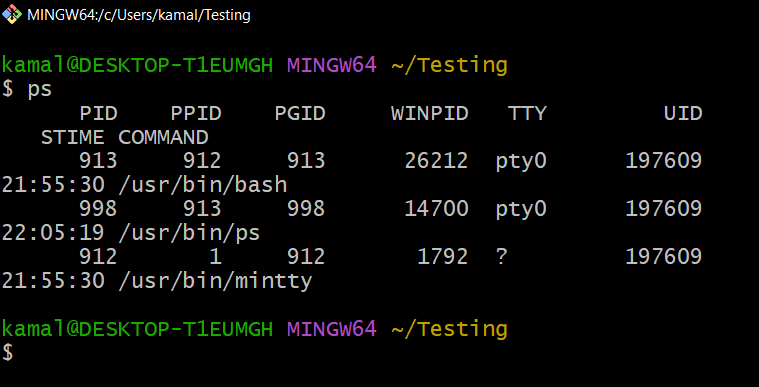 MINGW64:/c/Users/kamal/Testing
kamal@DESKTOP-T1EUMGH MINGW64 ~/Testing
$ ps
PID PPID PGID WINPID TTY UID
STIME COMMAND
913 912 913 26212 pty0 197609
21:55:30 /usr/bin/bash
998 913 998 14700 pty0 197609
22:05:19 /usr/bin/ps
912 1 912 1792 ? 197609
21:55:30 /usr/bin/mintty
kamal@DESKTOP-T1EUMGH MINGW64 ~/Testing
$